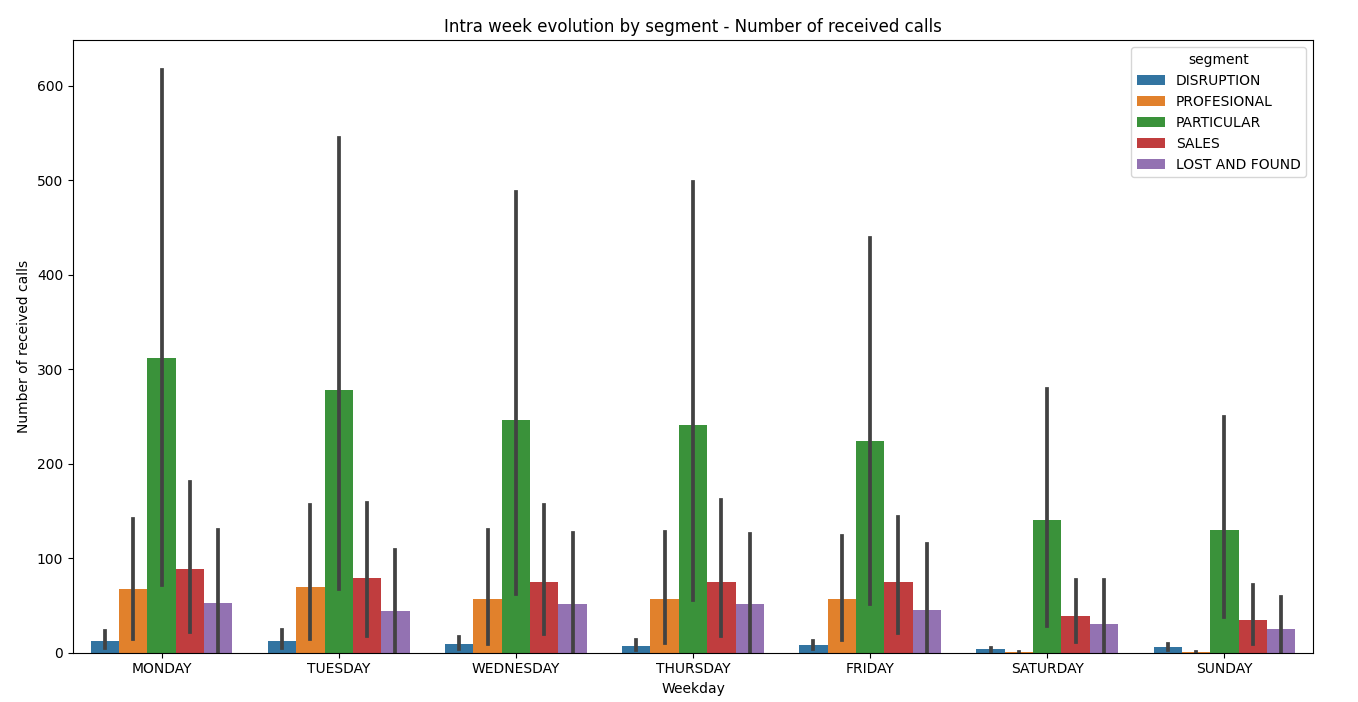 Intra week evolution by segment - Number of received calls
segment
DISRUPTION
PROFESIONAL
PARTICULAR
SALES
LOST AND FOUND
Number of received calls
600
500
400
300
200
100
0
MONDAY TUESDAY WEDNESDAY THURSDAY FRIDAY SATURDAY SUNDAY
Weekday